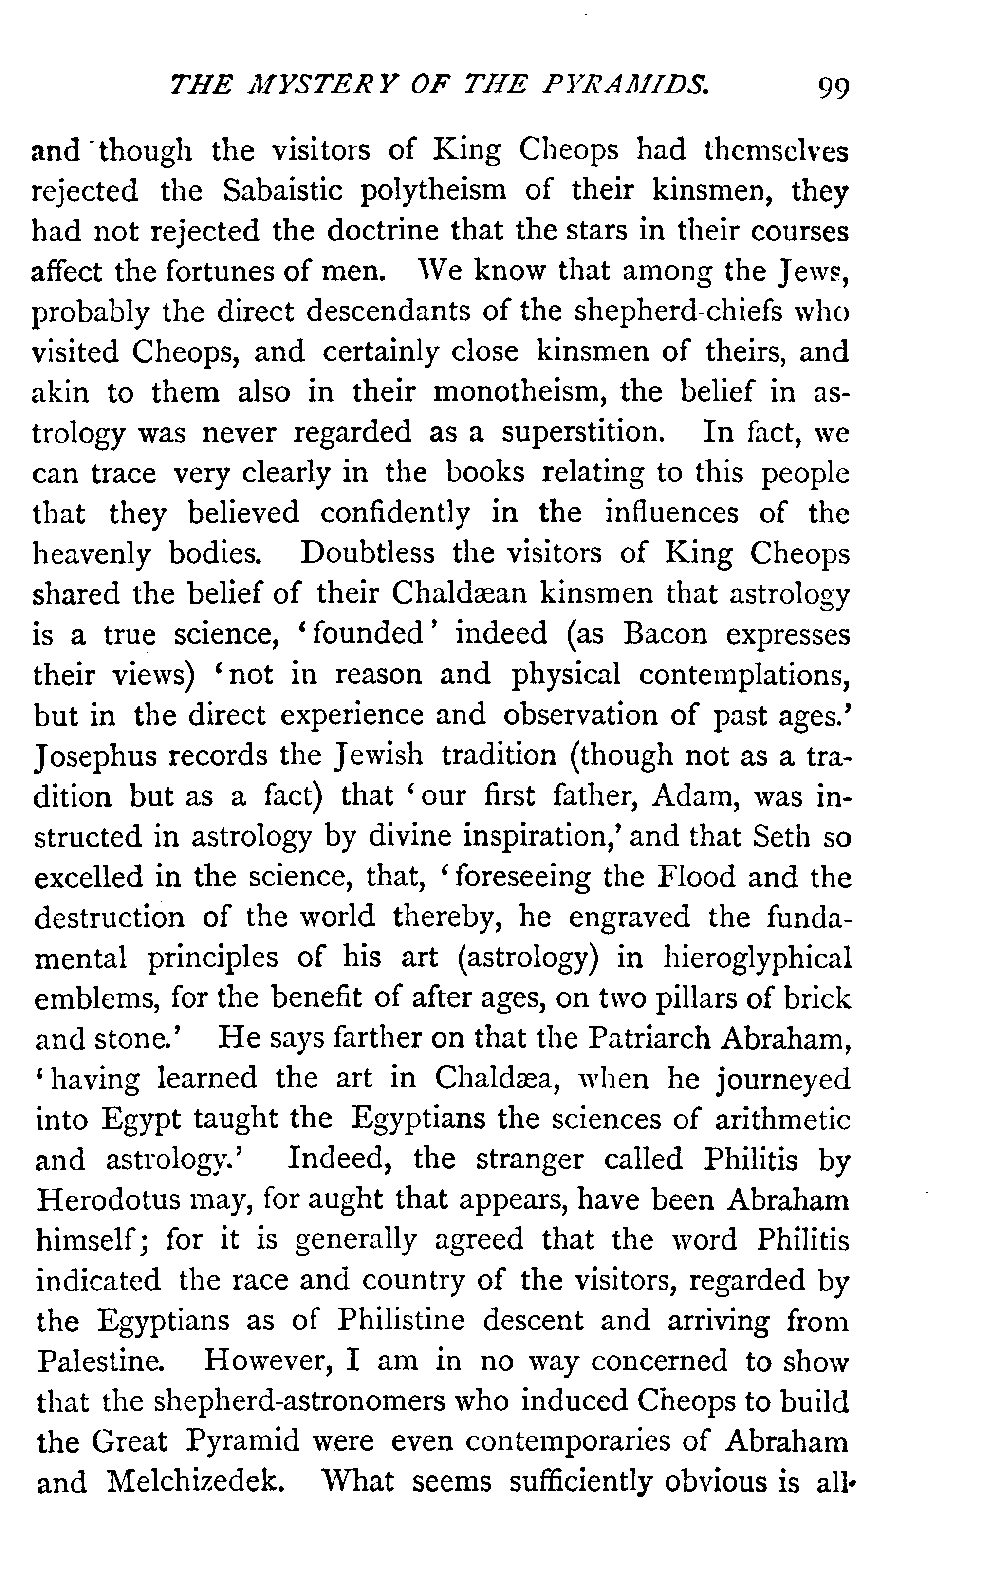 THE MYSTERY OF THE PYRAMIDS. 99
and though the visitors of King Cheops had themselves
rejected the Sabaistic polytheism of their kinsmen, they
had not rejected the doctrine that the stars in their courses
affect the fortunes of men. We know that among the Jews,
probably the direct descendants of the shepherd-chiefs who
visited Cheops, and certainly close kinsmen of theirs, and
akin to them also in their monotheism, the belief in as-
trology was never regarded as a superstition. In fact, we
can trace very clearly in the books relating to this people
that they believed confidently in the influences of the
heavenly bodies. Doubtless the visitors of King Cheops
shared the belief of their Chaldæan kinsmen that astrology
is a true science, ‘founded’ indeed (as Bacon expresses
their views) ‘not in reason and physical contemplations,
but in the direct experience and observation of past ages.’
Josephus records the Jewish tradition (though not as a tra-
dition but as a fact) that ‘our first father, Adam, was in-
structed in astrology by divine inspiration,’ and that Seth so
excelled in the science, that, ‘foreseeing the Flood and the
destruction of the world thereby, he engraved the funda-
mental principles of his art (astrology) in hieroglyphical
emblems, for the benefit of after ages, on two pillars of brick
and stone.’ He says farther on that the Patriarch Abraham,
‘having learned the art in Chaldæa, when he journeyed
into Egypt taught the Egyptians the sciences of arithmetic
and astrology.’ Indeed, the stranger called Philitis by
Herodotus may, for aught that appears, have been Abraham
himself; for it is generally agreed that the word Philitis
indicated the race and country of the visitors, regarded by
the Egyptians as of Philistine descent and arriving from
Palestine. However, I am in no way concerned to show
that the shepherd-astronomers who induced Cheops to build
the Great Pyramid were even contemporaries of Abraham
and Melchizedek. What seems sufficiently obvious is all-